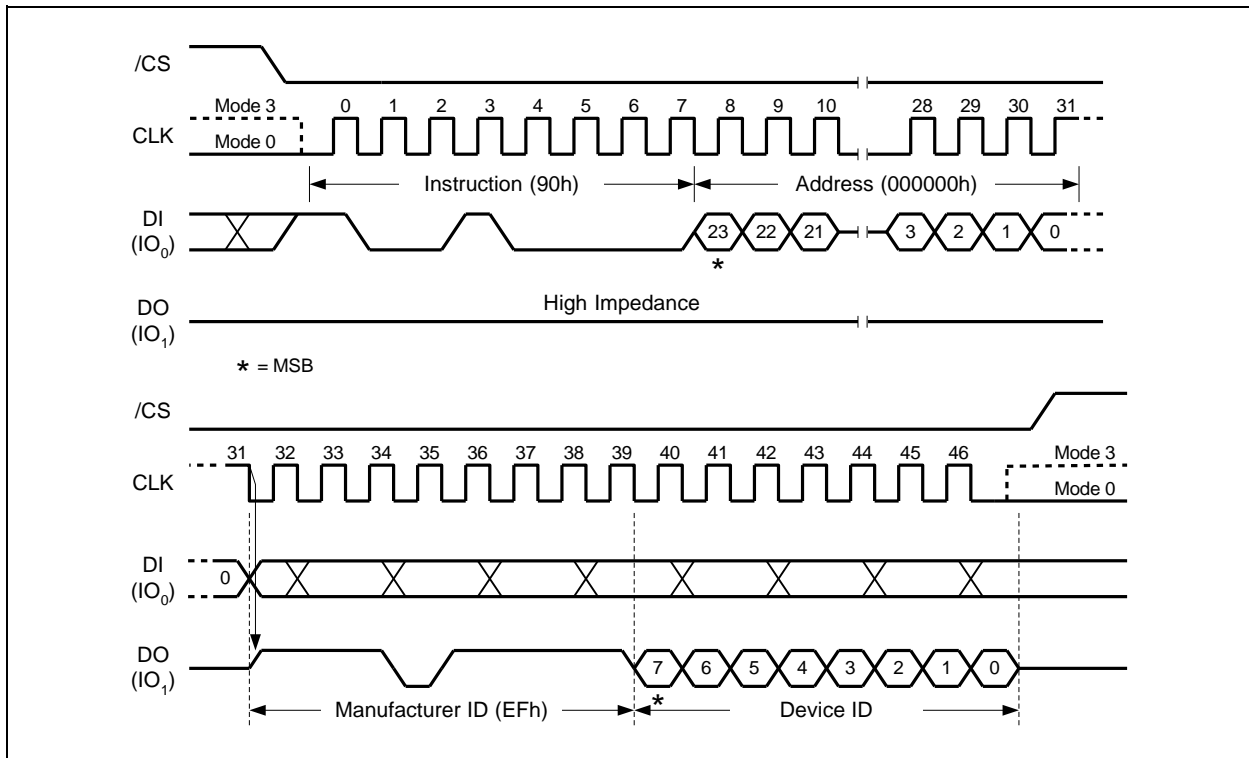 /CS
Mode 3
0 1 2 3 4 5 6 7 8 9 10 28 29 30 31
CLK
Mode 0
Instruction (90h) Address (000000h)
DI
(IO0)
23 22 21 3 2 1 0
*
High Impedance
DO
(IO1)
* = MSB
/CS
31 32 33 34 35 36 37 38 39 40 41 42 43 44 45 46
Mode 3
CLK
Mode 0
DI
(IO0)
0
DO
(IO1)
7 6 5 4 3 2 1 0
*
Manufacturer ID (EFh) Device ID